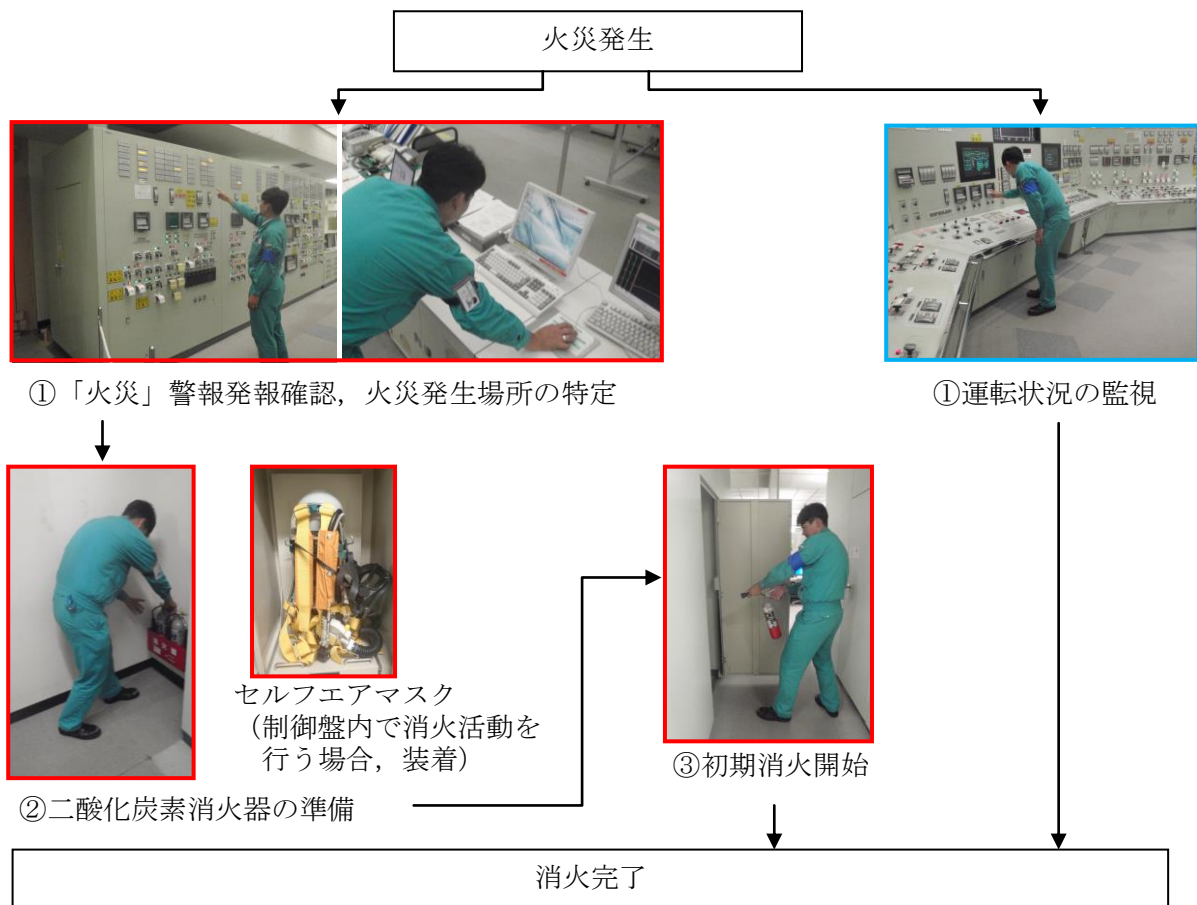 火災発生
①「火災」警報発報確認，火災発生場所の特定
①運転状況の監視
セルフエアマスク
（制御盤内で消火活動を
行う場合，装着）
②二酸化炭素消火器の準備
③初期消火開始
消火完了